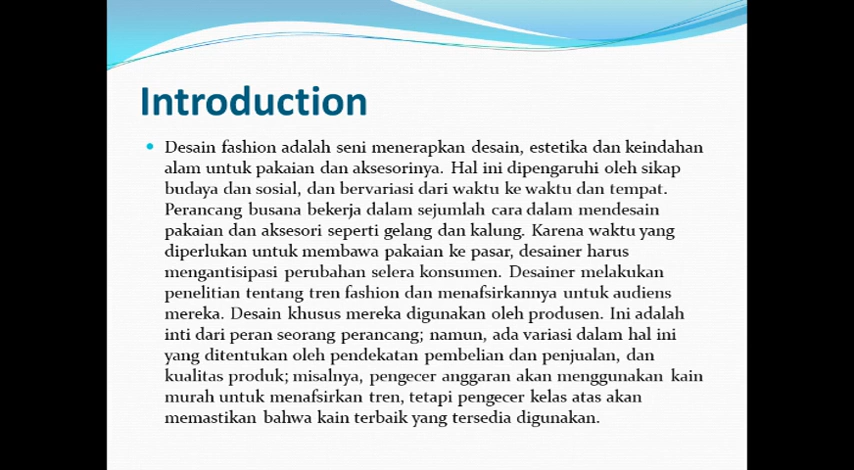 Introduction
• Desain fashion adalah seni menerapkan desain, estetika dan keindahan
alam untuk pakaian dan aksesorinya. Hal ini dipengaruhi oleh sikap
budaya dan sosial, dan bervariasi dari waktu ke waktu dan tempat.
Perancang busana bekerja dalam sejumlah cara dalam mendesain
pakaian dan aksesori seperti gelang dan kalung. Karena waktu yang
diperlukan untuk membawa pakaian ke pasar, desainer harus
mengantisipasi perubahan selera konsumen. Desainer melakukan
penelitian tentang tren fashion dan menafsirkannya untuk audiens
mereka. Desain khusus mereka digunakan oleh produsen. Ini adalah
inti dari peran seorang perancang; namun, ada variasi dalam hal ini
yang ditentukan oleh pendekatan pembelian dan penjualan, dan
kualitas produk; misalnya, pengecer anggaran akan menggunakan kain
murah untuk menafsirkan tren, tetapi pengecer kelas atas akan
memastikan bahwa kain terbaik yang tersedia digunakan.